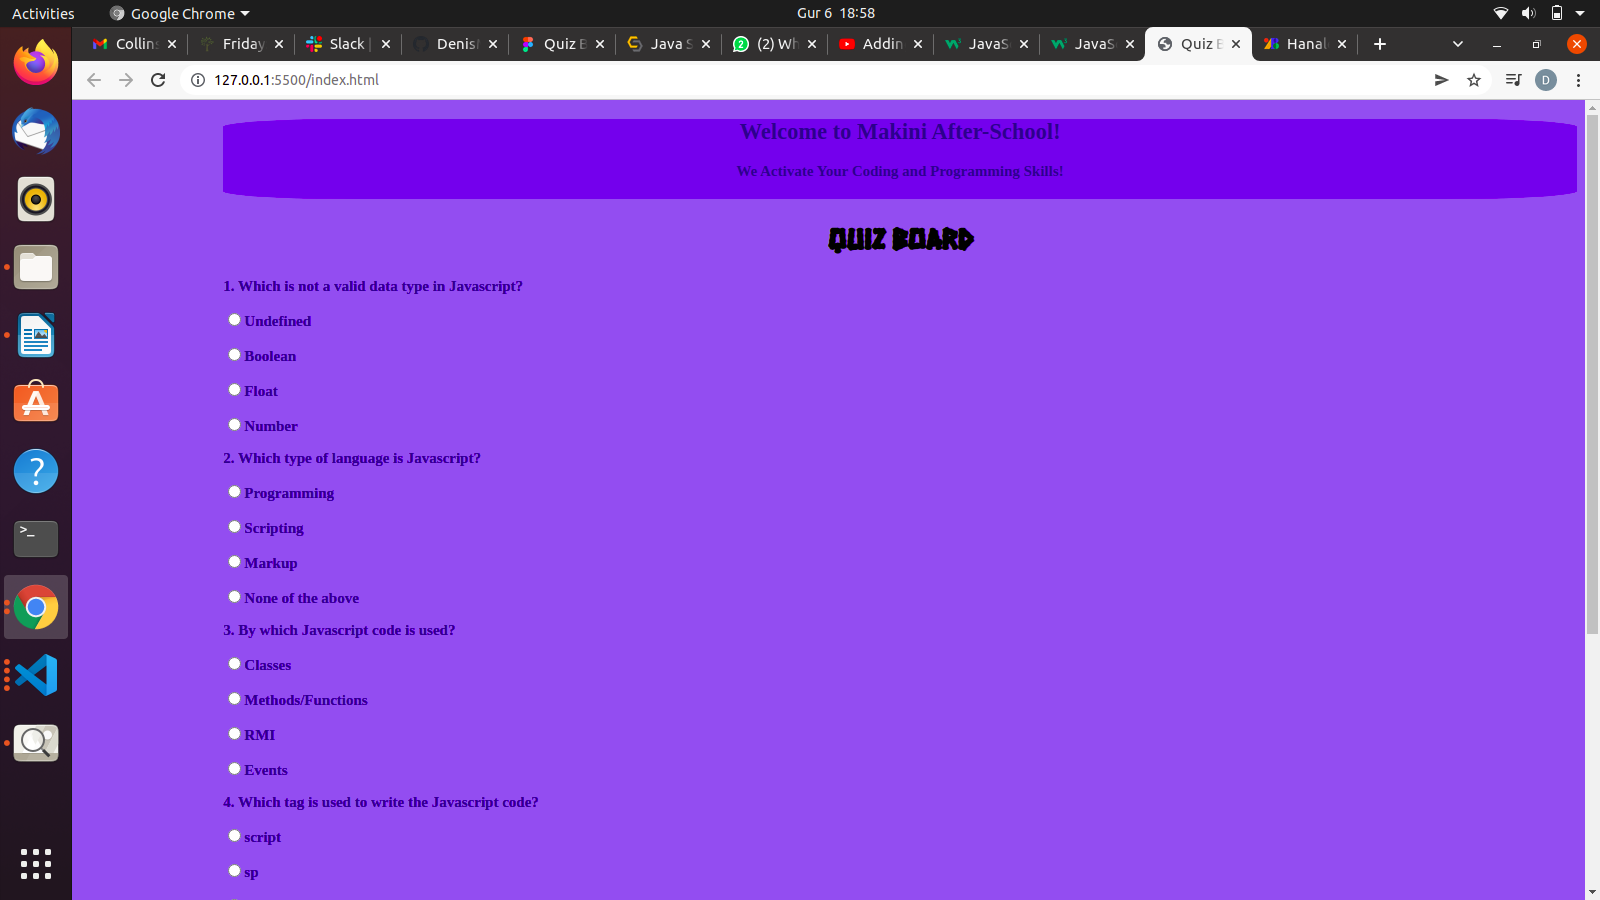 Activities
Google Chrome
Gur 6 18:58
Collins
Friday
Slack |
Denis
Quiz B
Java S
(2) Wh
Addin
JavaSc
JavaSc
Quiz B
Hanal
127.0.0.1:5500/index.html
D
Welcome to Makini After-School!
We Activate Your Coding and Programming Skills!
QUIZ BOARD
1. Which is not a valid data type in Javascript?
Undefined
Boolean
Float
Number
2. Which type of language is Javascript?
Programming
Scripting
Markup
None of the above
3. By which Javascript code is used?
Classes
Methods/Functions
RMI
Events
4. Which tag is used to write the Javascript code?
script
sp